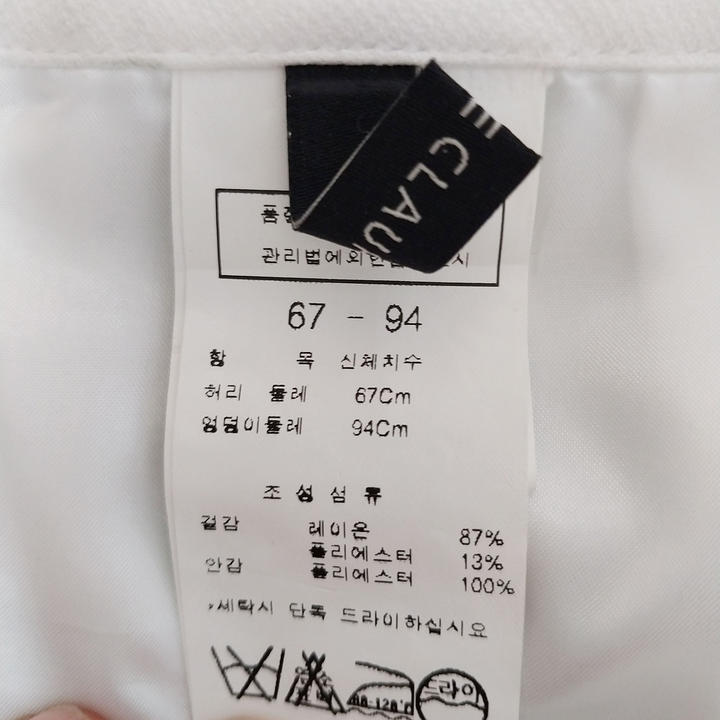 E CLAU
관리법에의한
67 - 94
항 목 신체치수
허리 둘레 67Cm
엉덩이둘레 94Cm
조성섬류
겉감 레이온 87%
폴리에스터 13%
안감 폴리에스터 100%
,세탁시 단독 드라이하십시요
드라이